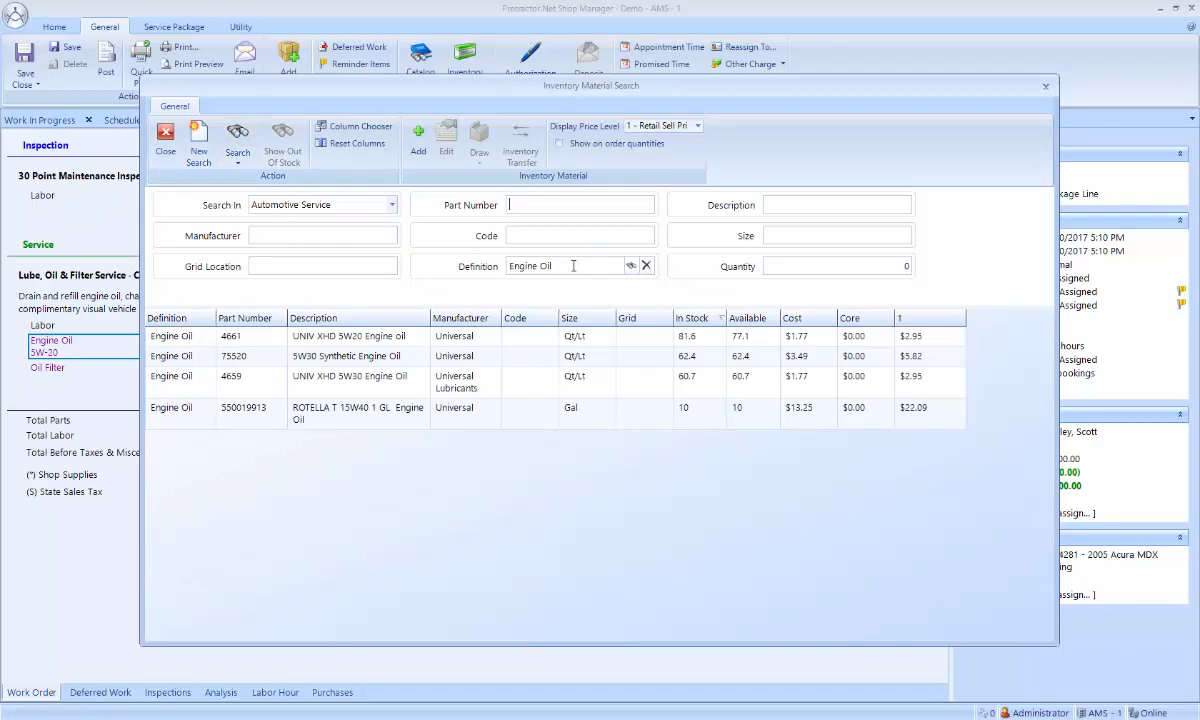 Protractor.Net Shop Manager - Demo - AMS - 1
Home General Service Package Utility
Save Close
Save
Delete
Post
Quick
Print...
Print Preview
Email
Add
Deferred Work
Reminder Items
Catalog
Inventory
Authorization
Deposit
Appointment Time
Promised Time
Reassign To...
Other Charge
Work In Progress
Inspection
30 Point Maintenance Inspe
Labor
Service
Lube, Oil & Filter Service - C
Drain and refill engine oil, cha
complimentary visual vehicle
Labor
Engine Oil
5W-20
Oil Filter
Total Parts
Total Labor
Total Before Taxes & Misce
(*) Shop Supplies
(S) State Sales Tax
Inventory Material Search
General
Close
New Search
Search
Show Out Of Stock
Column Chooser
Reset Columns
Action
Add
Edit
Draw
Inventory Transfer
Display Price Level 1 - Retail Sell Pri
Show on order quantities
Inventory Material
Search In Automotive Service Part Number Description
Manufacturer Code Size
Grid Location Definition Engine Oil Quantity 0
Definition Part Number Description Manufacturer Code Size Grid In Stock Available Cost Core 1
Engine Oil 4661 UNIV XHD 5W20 Engine oil Universal Qt/Lt 81.6 77.1 $1.77 $0.00 $2.95
Engine Oil 75520 5W30 Synthetic Engine Oil Universal Qt/Lt 62.4 62.4 $3.49 $0.00 $5.82
Engine Oil 4659 UNIV XHD 5W30 Engine Oil Universal Lubricants Qt/Lt 60.7 60.7 $1.77 $0.00 $2.95
Engine Oil 550019913 ROTELLA T 15W40 1 GL Engine Oil Universal Gal 10 10 $13.25 $0.00 $22.09
kage Line
0/2017 5:10 PM
0/2017 5:10 PM
mal
ssigned
Assigned
Assigned
hours
bookings
ley, Scott
00.00
0.00)
00.00
assign... ]
4281 - 2005 Acura MDX
ing
assign... ]
Work Order Deferred Work Inspections Analysis Labor Hour Purchases
0 Administrator AMS - 1 Online